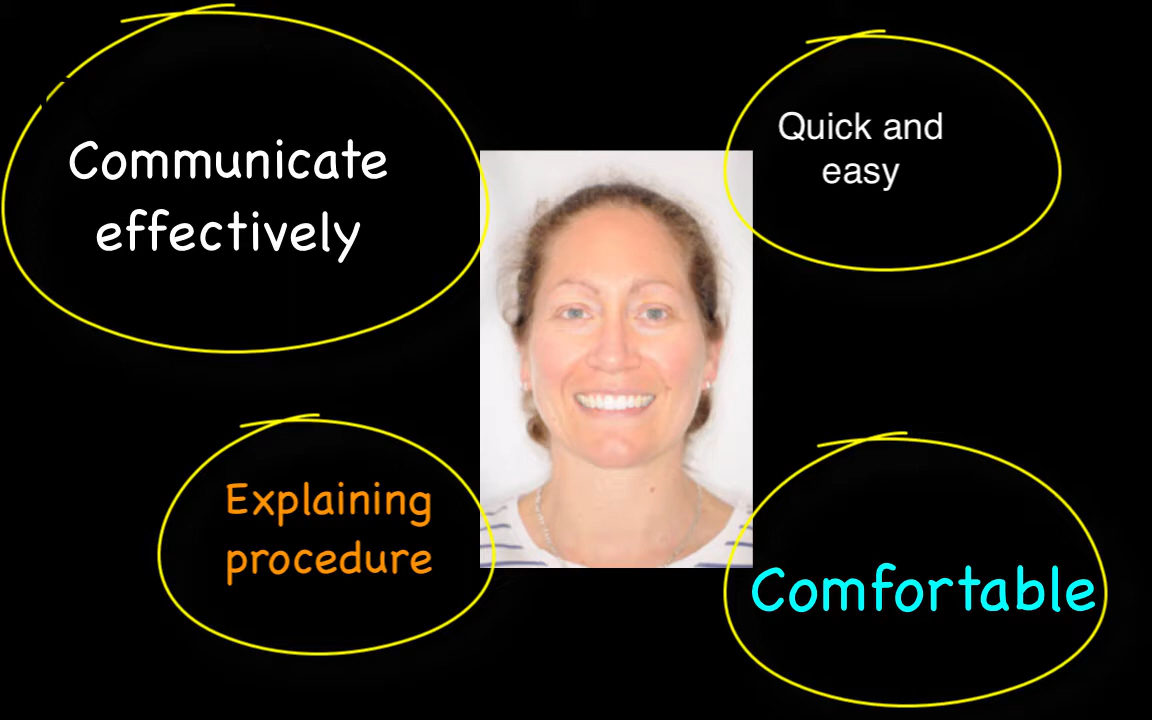 Communicate
effectively
Quick and
easy
Explaining
procedure
Comfortable